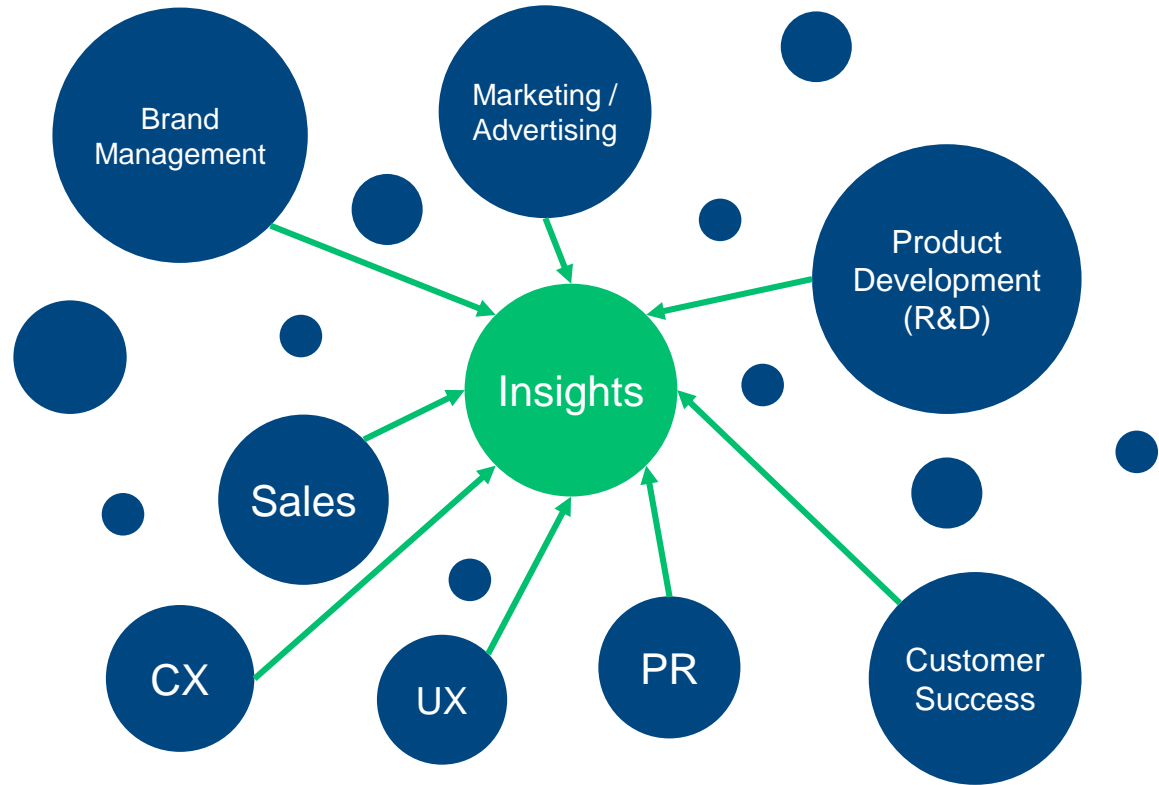 Brand
Management
Marketing /
Advertising
Product
Development
(R&D)
Insights
Sales
CX
UX
PR
Customer
Success